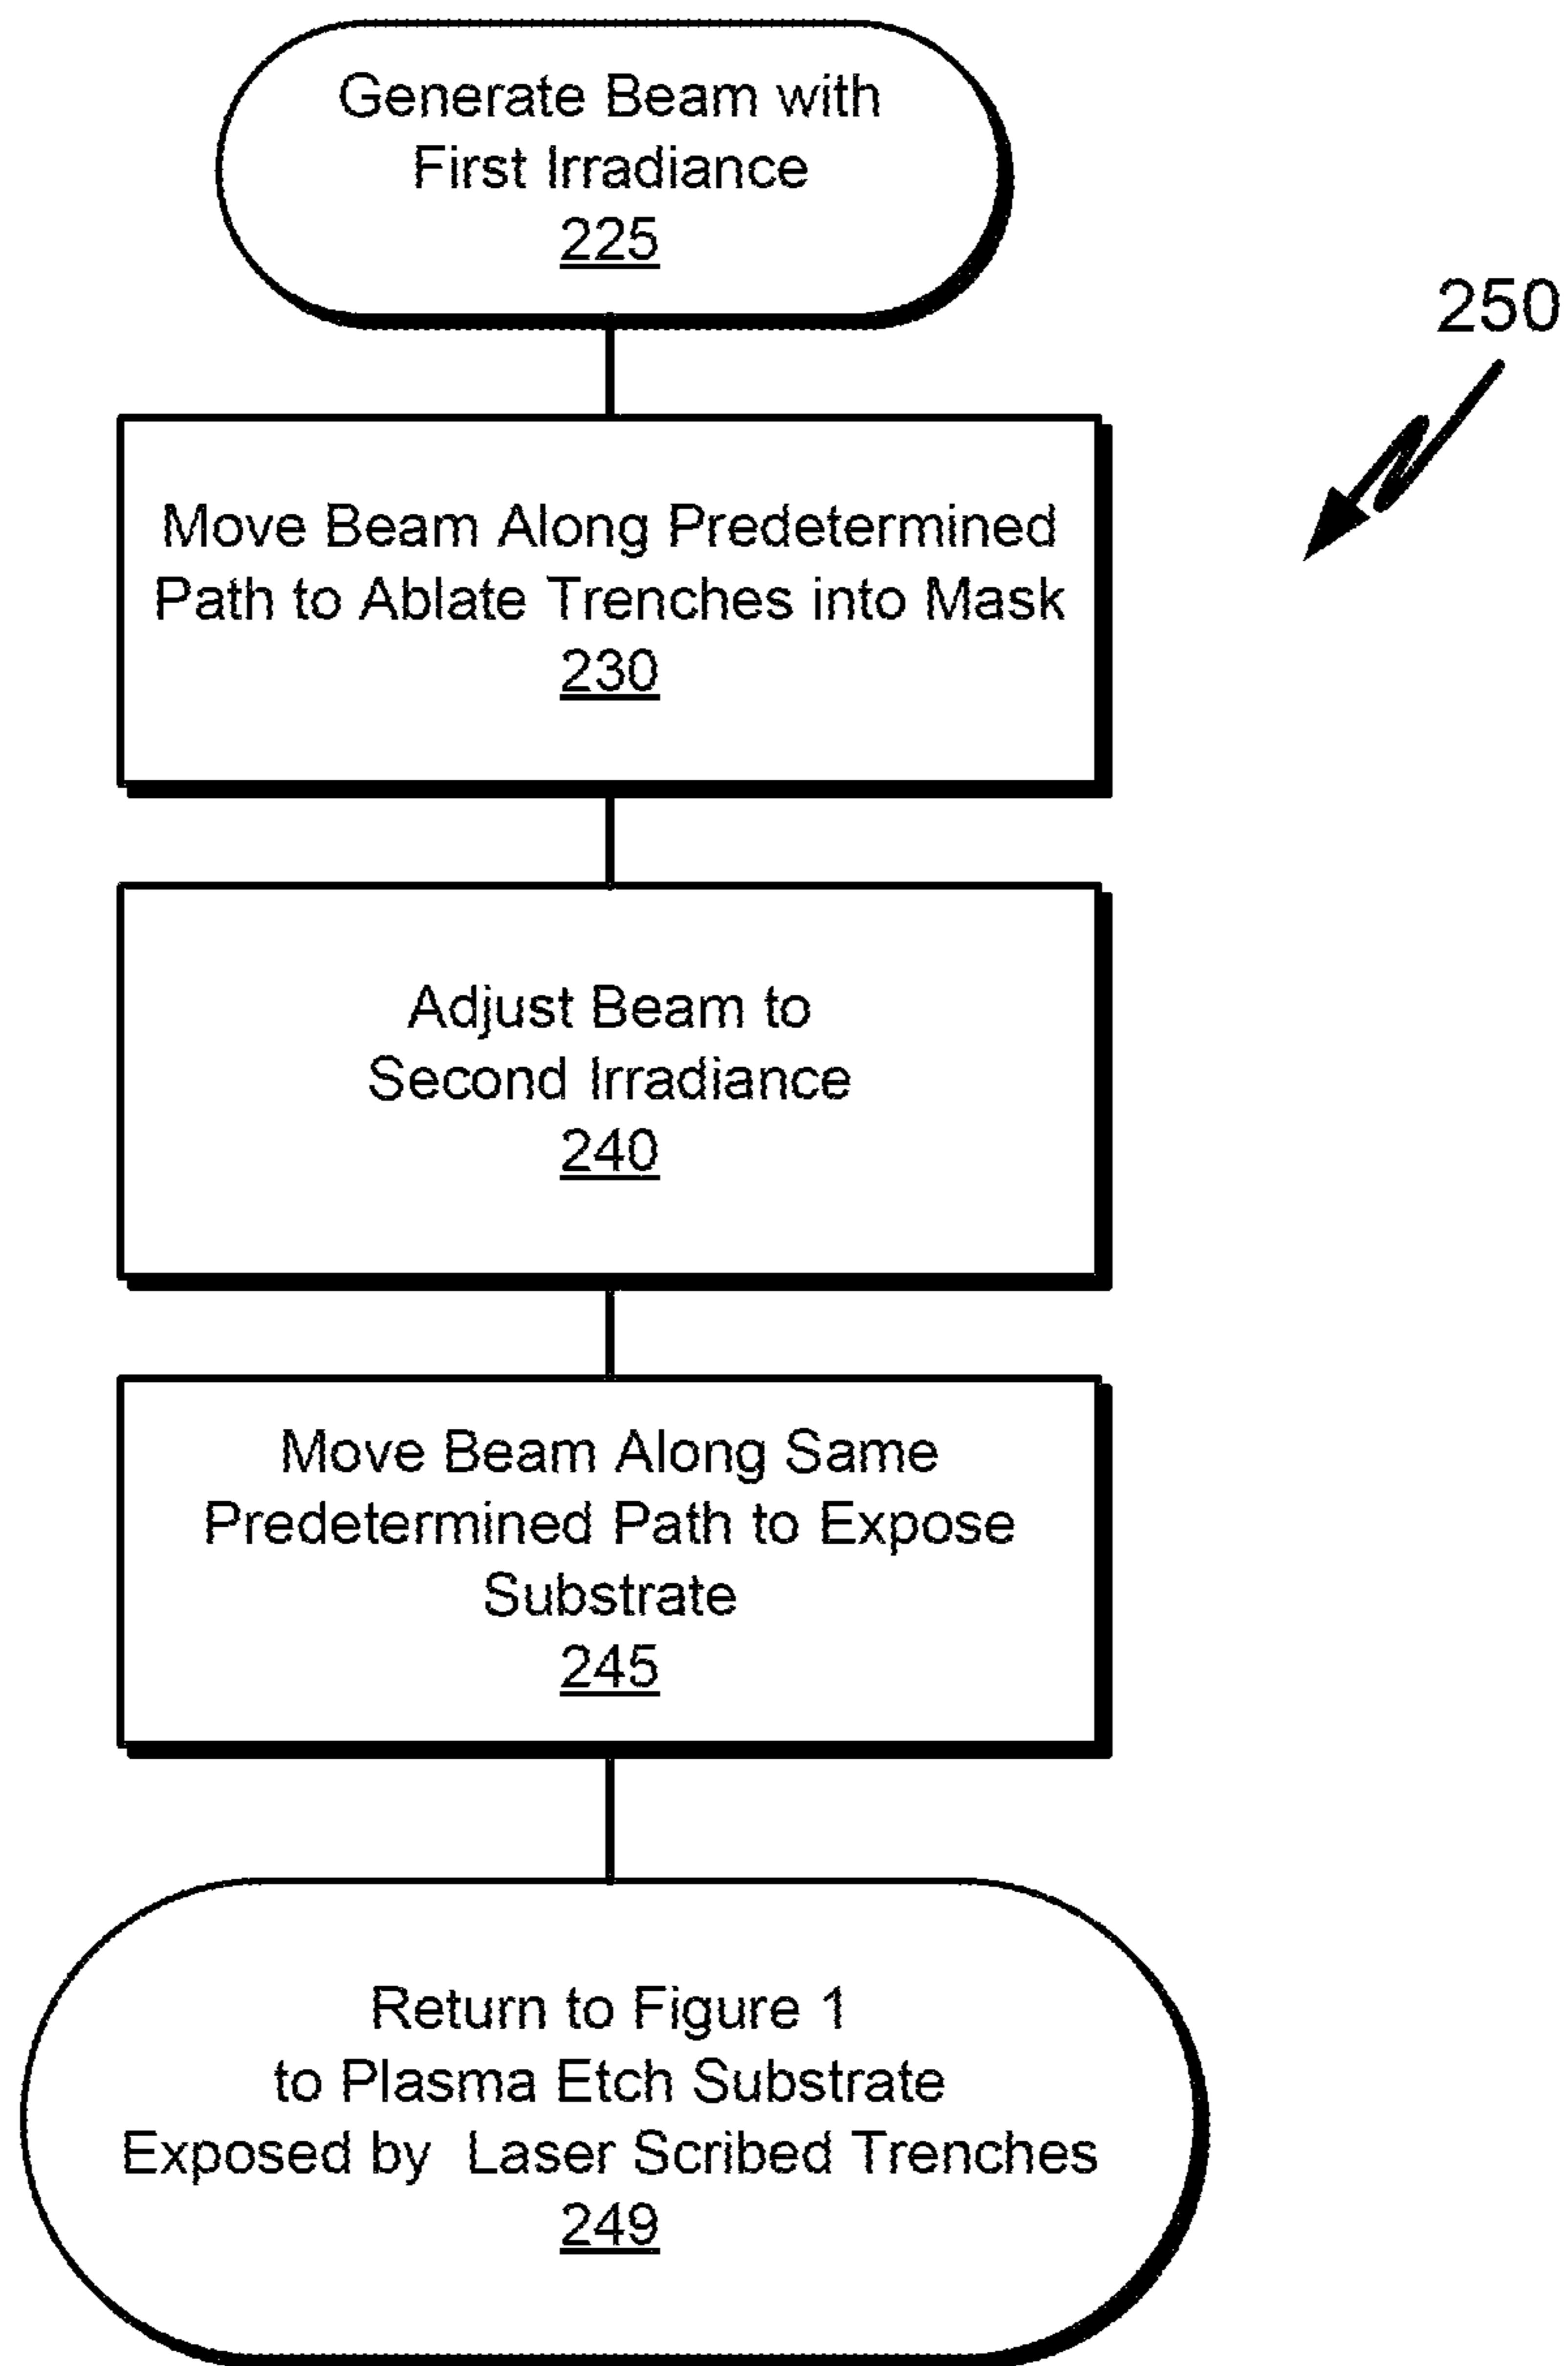 Generate Beam with
First Irradiance
225
250
Move Beam Along Predetermined
Path to Ablate Trenches into Mask
230
Adjust Beam to
Second Irradiance
240
Move Beam Along Same
Predetermined Path to Expose
Substrate
245
Return to Figure 1
to Plasma Etch Substrate
Exposed by Laser Scribed Trenches
249